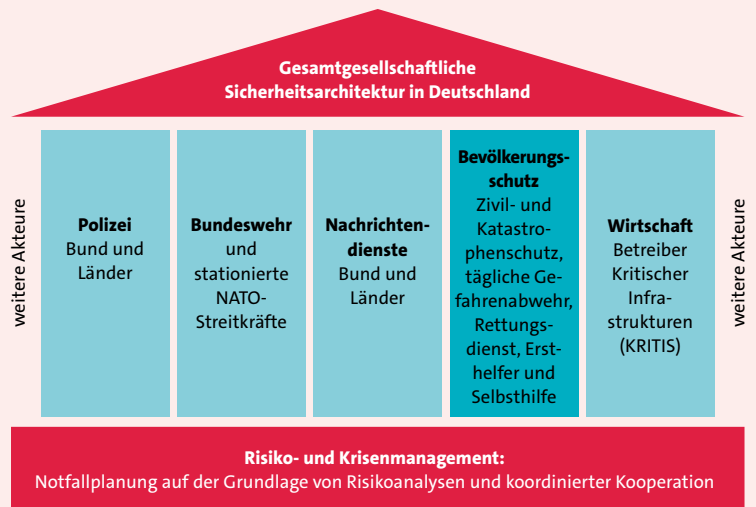 Gesamtgesellschaftliche
Sicherheitsarchitektur in Deutschland
weitere Akteure
Polizei
Bund und
Länder
Bundeswehr
und
stationierte
NATO-
Streitkräfte
Nachrichten-
dienste
Bund und
Länder
Bevölkerungs-
schutz
Zivil- und
Katastro-
phenschutz,
tägliche Ge-
fahrenabwehr,
Rettungs-
dienst, Erst-
helfer und
Selbsthilfe
Wirtschaft
Betreiber
Kritischer
Infra-
strukturen
(KRITIS)
weitere Akteure
Risiko- und Krisenmanagement:
Notfallplanung auf der Grundlage von Risikoanalysen und koordinierter Kooperation